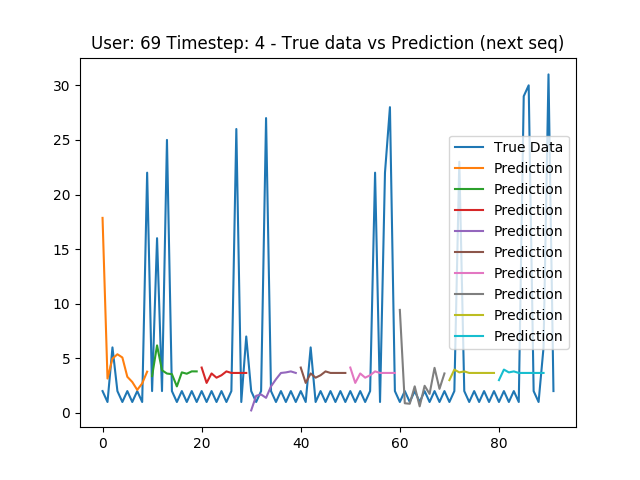 User: 69 Timestep: 4 - True data vs Prediction (next seq)
30
25
20
15
10
5
0
True Data
Prediction
Prediction
Prediction
Prediction
Prediction
Prediction
Prediction
Prediction
Prediction
0 20 40 60 80